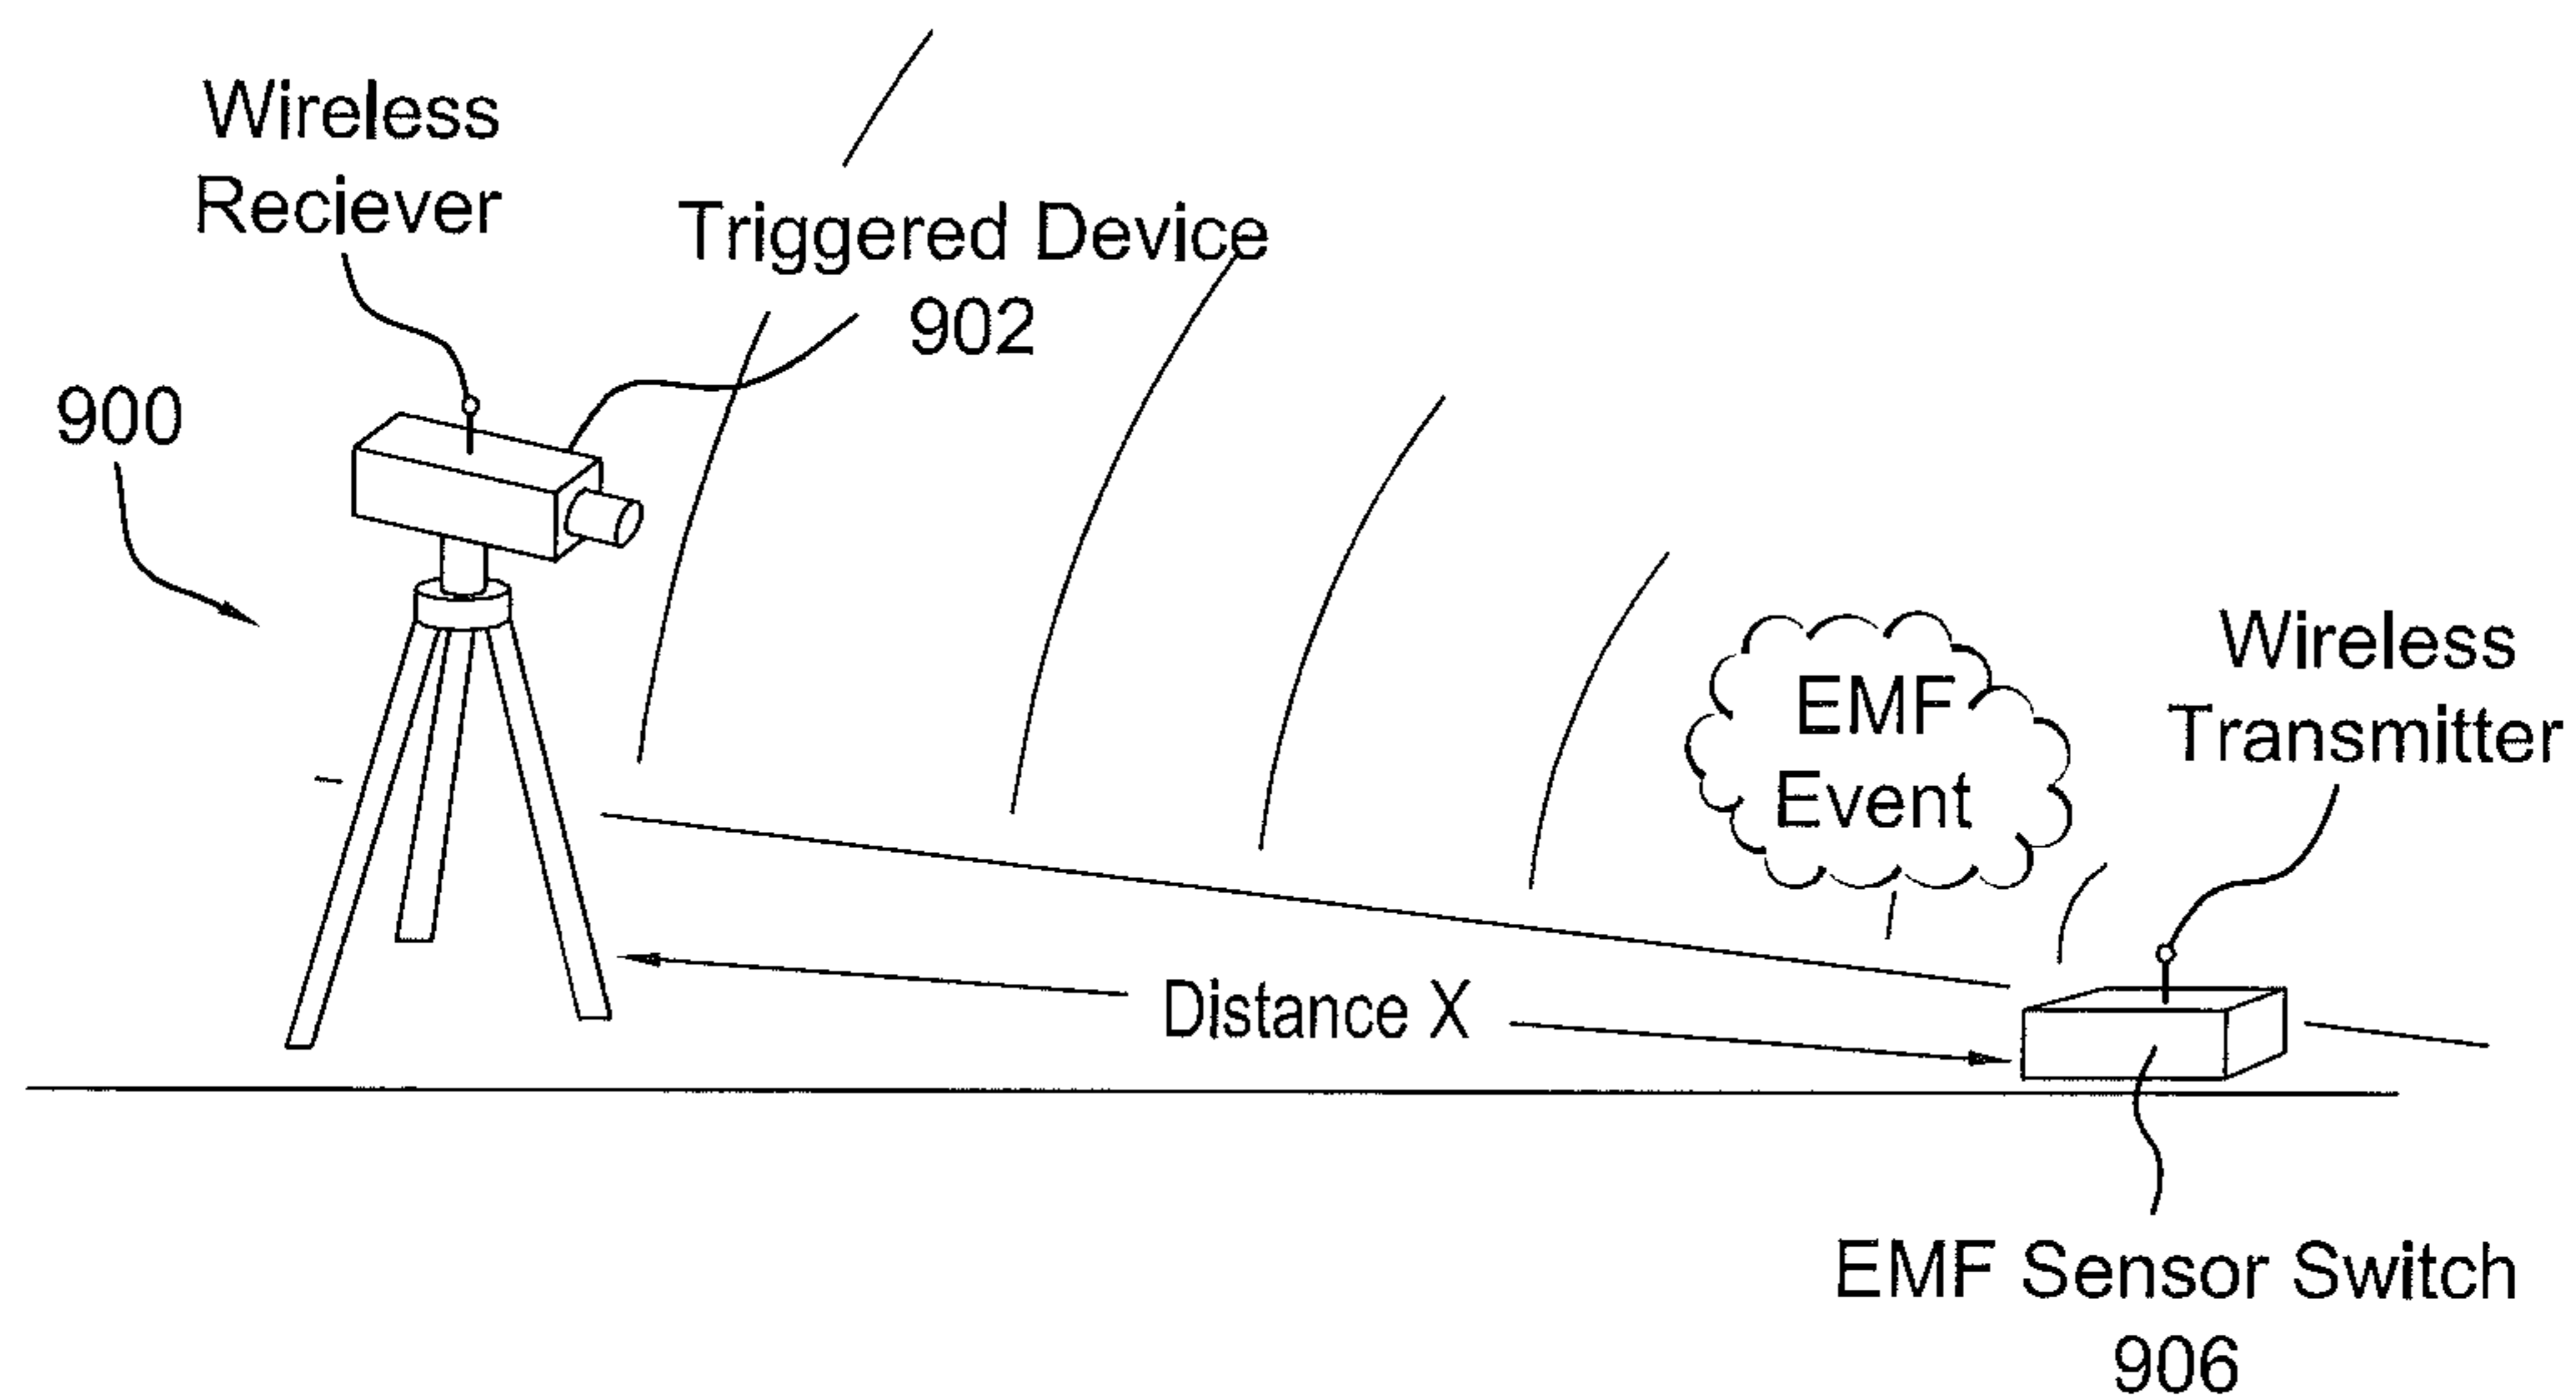 Wireless
Reciever
Triggered Device
902
900
EMF
Event
Wireless
Transmitter
Distance X
EMF Sensor Switch
906